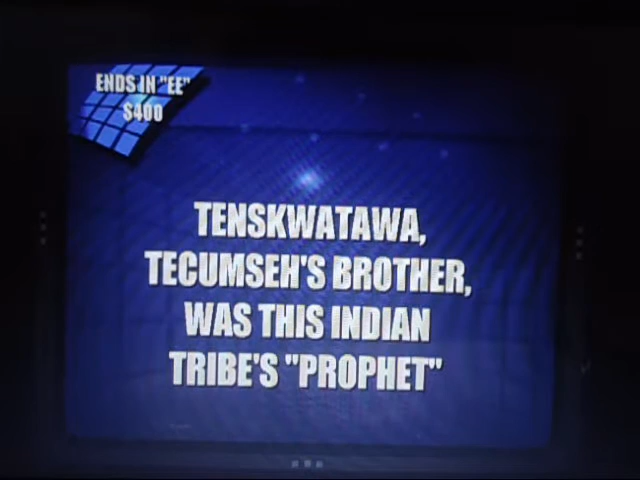 ENDS IN "EE"
$400
TENSKWATAWA,
TECUMSEH'S BROTHER,
WAS THIS INDIAN
TRIBE'S "PROPHET"